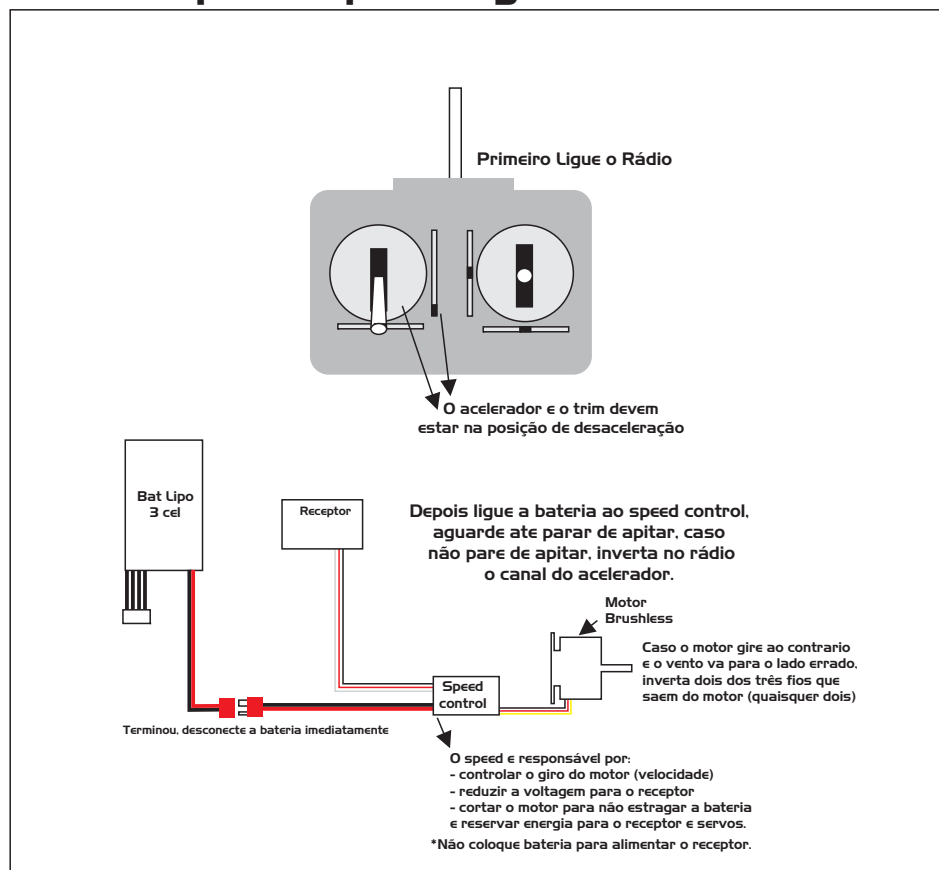 Primeiro Ligue o Rádio
O acelerador e o trim devem
estar na posição de desaceleração
Bat Lipo
3 cel
Receptor
Depois ligue a bateria ao speed control,
aguarde ate parar de apitar, caso
não pare de apitar, inverta no rádio
o canal do acelerador.
Motor
Brushless
Caso o motor gire ao contrario
e o vento va para o lado errado,
inverta dois dos três fios que
saem do motor (quaisquer dois)
Speed
control
Terminou, desconecte a bateria imediatamente
O speed e responsável por:
- controlar o giro do motor (velocidade)
- reduzir a voltagem para o receptor
- cortar o motor para não estragar a bateria
e reservar energia para o receptor e servos.
*Não coloque bateria para alimentar o receptor.